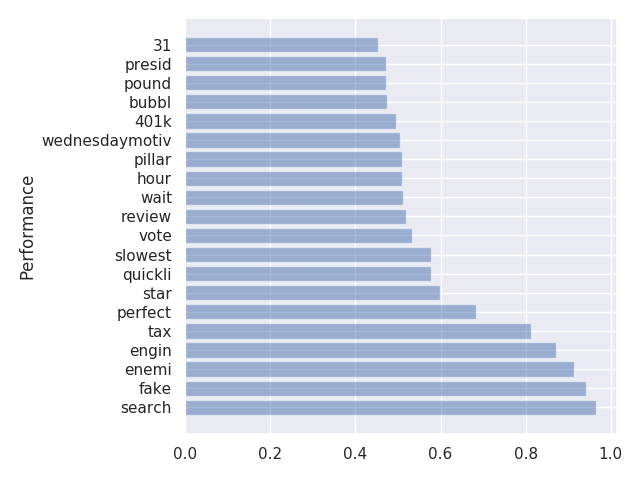 31
presid
pound
bubbl
401k
wednesdaymotiv
pillar
hour
wait
review
vote
slowest
quickli
star
perfect
tax
engin
enemi
fake
search
Performance
0.0 0.2 0.4 0.6 0.8 1.0